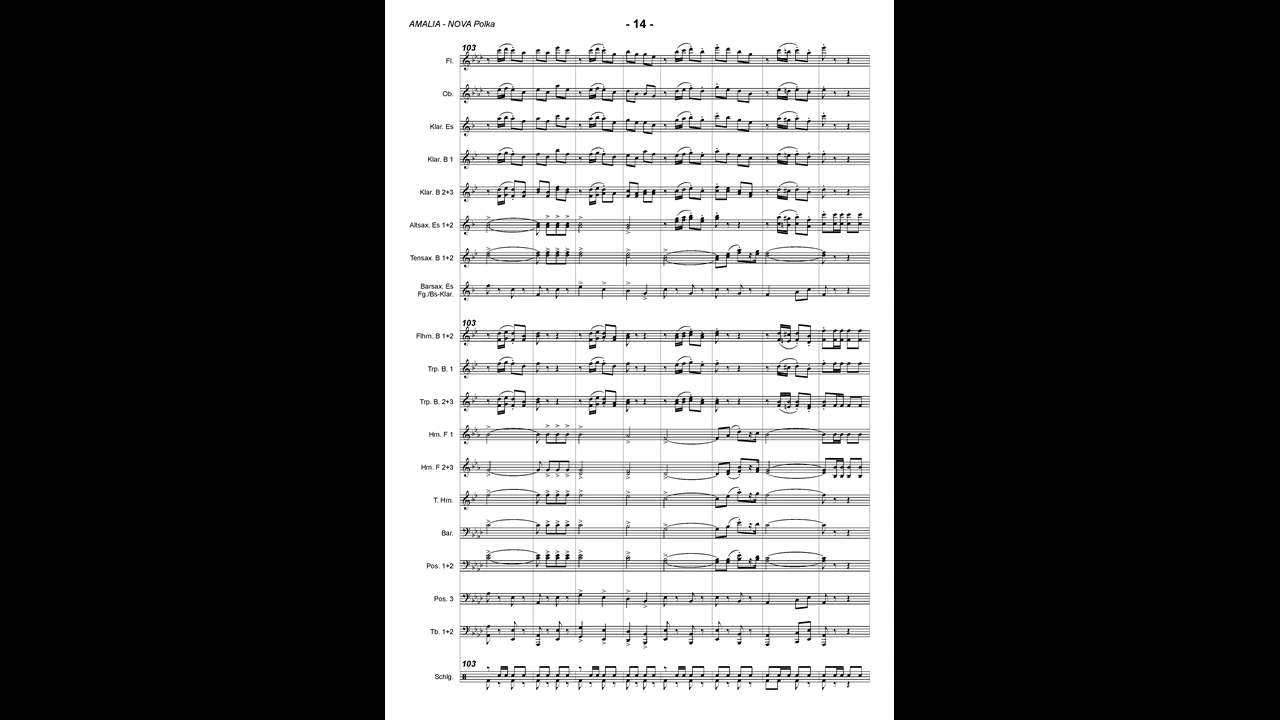 AMALIA - NOVA Polka
- 14 -
103
Fl.
Ob.
Klar. Es
Klar. B 1
Klar. B 2+3
Altsax. Es 1+2
Tensax. B 1+2
Barsax. Es
Fg./Bs-Klar.
103
Flhrn. B 1+2
Trp. B. 1
Trp. B. 2+3
Hrn. F 1
Hrn. F 2+3
T. Hrn.
Bar.
Pos. 1+2
Pos. 3
Tb. 1+2
103
Schlg.